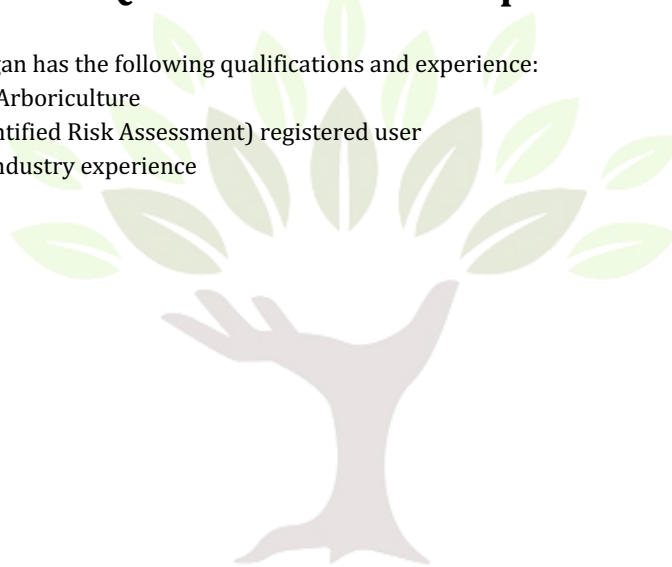 gan has the following qualifications and experience:
Arboriculture
ntified Risk Assessment) registered user
ndustry experience